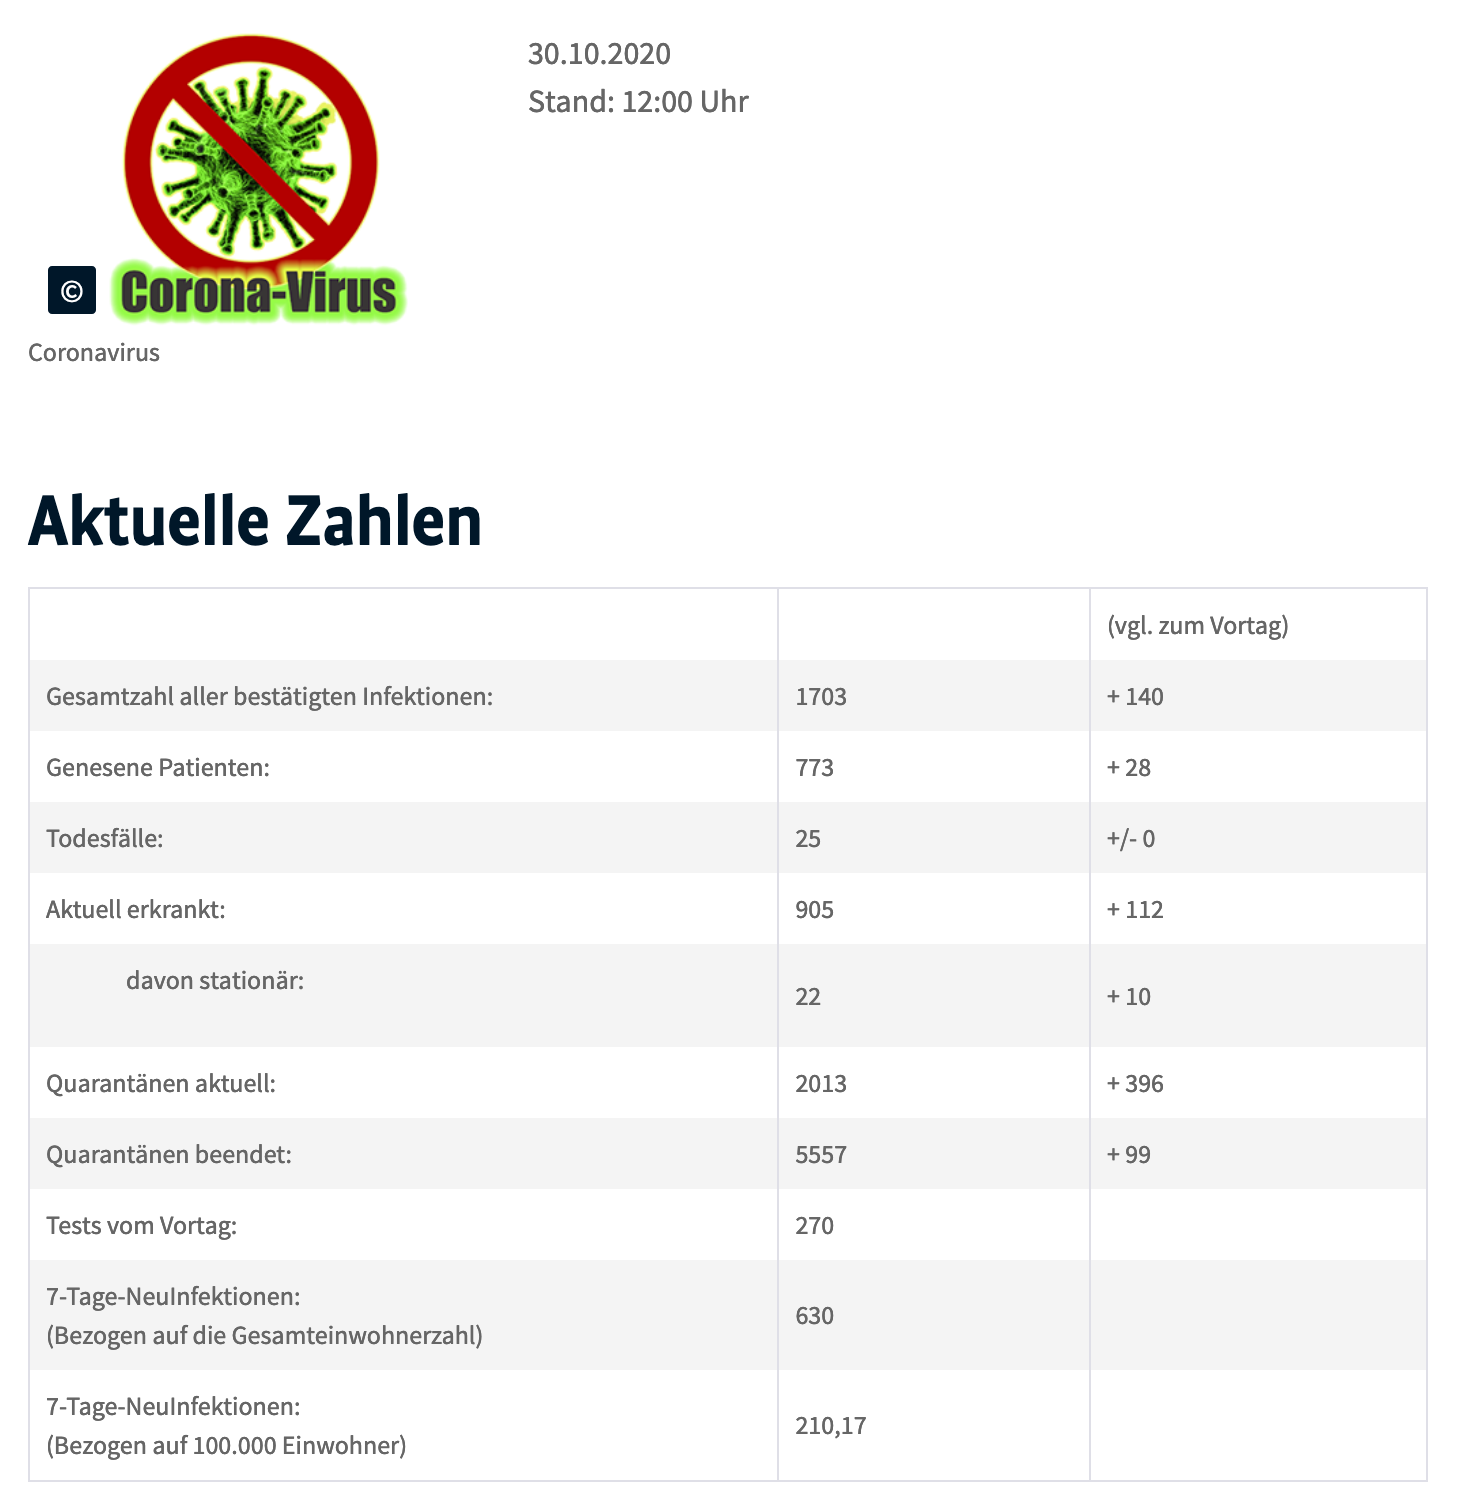 30.10.2020
Stand: 12:00 Uhr
©
Corona-Virus
Coronavirus
Aktuelle Zahlen
(vgl. zum Vortag)
Gesamtzahl aller bestätigten Infektionen: 1703 + 140
Genesene Patienten: 773 + 28
Todesfälle: 25 +/- 0
Aktuell erkrankt: 905 + 112
davon stationär: 22 + 10
Quarantänen aktuell: 2013 + 396
Quarantänen beendet: 5557 + 99
Tests vom Vortag: 270
7-Tage-NeuInfektionen:
(Bezogen auf die Gesamteinwohnerzahl) 630
7-Tage-NeuInfektionen:
(Bezogen auf 100.000 Einwohner) 210,17